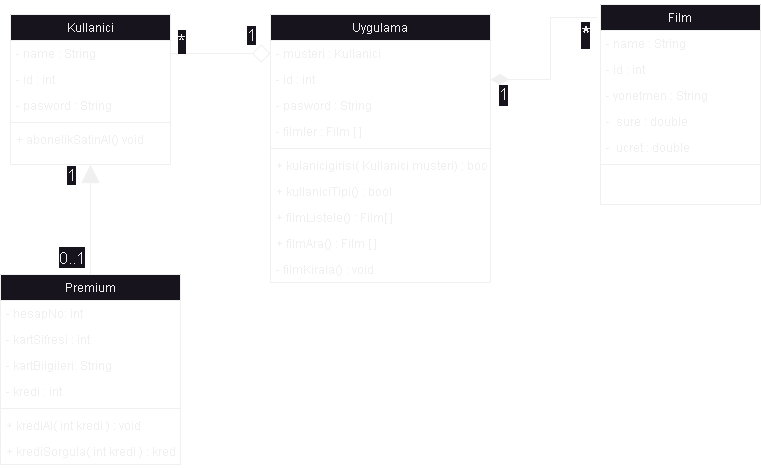 Kullanici
- name : String
- id : int
- pasword : String
+ abonelikSatinAl() void
*
1
Uygulama
- musteri : Kullanici
- id : int
- pasword : String
- filmler : Film [ ]
+ kulanicigirisi( Kullanici musteri) : boo
+ kullaniciTipi() : bool
+ filmListele() : Film[ ]
+ filmAra() : Film [ ]
- filmKirala() : void
1
*
Film
- name : String
- id : int
- yonetmen : String
- sure : double
- ucret : double
1
0..1
Premium
- hesapNo: int
- kartSifresi : int
- kartBilgileri: String
- kredi : int
+ krediAl( int kredi ) : void
+ krediSorgula( int kredi ) : kred